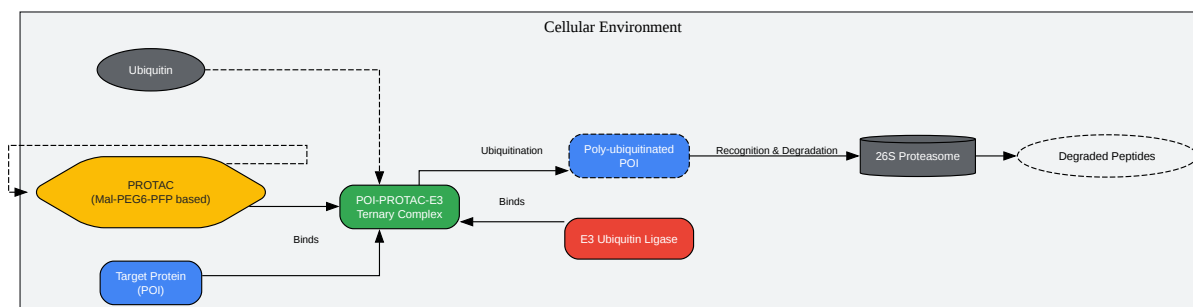 Cellular Environment
Ubiquitin
Ubiquitination
Poly-ubiquitinated
POI
Recognition & Degradation
26S Proteasome
Degraded Peptides
PROTAC
(Mal-PEG6-PFP based)
POI-PROTAC-E3
Ternary Complex
Binds
E3 Ubiquitin Ligase
Binds
Target Protein
(POI)